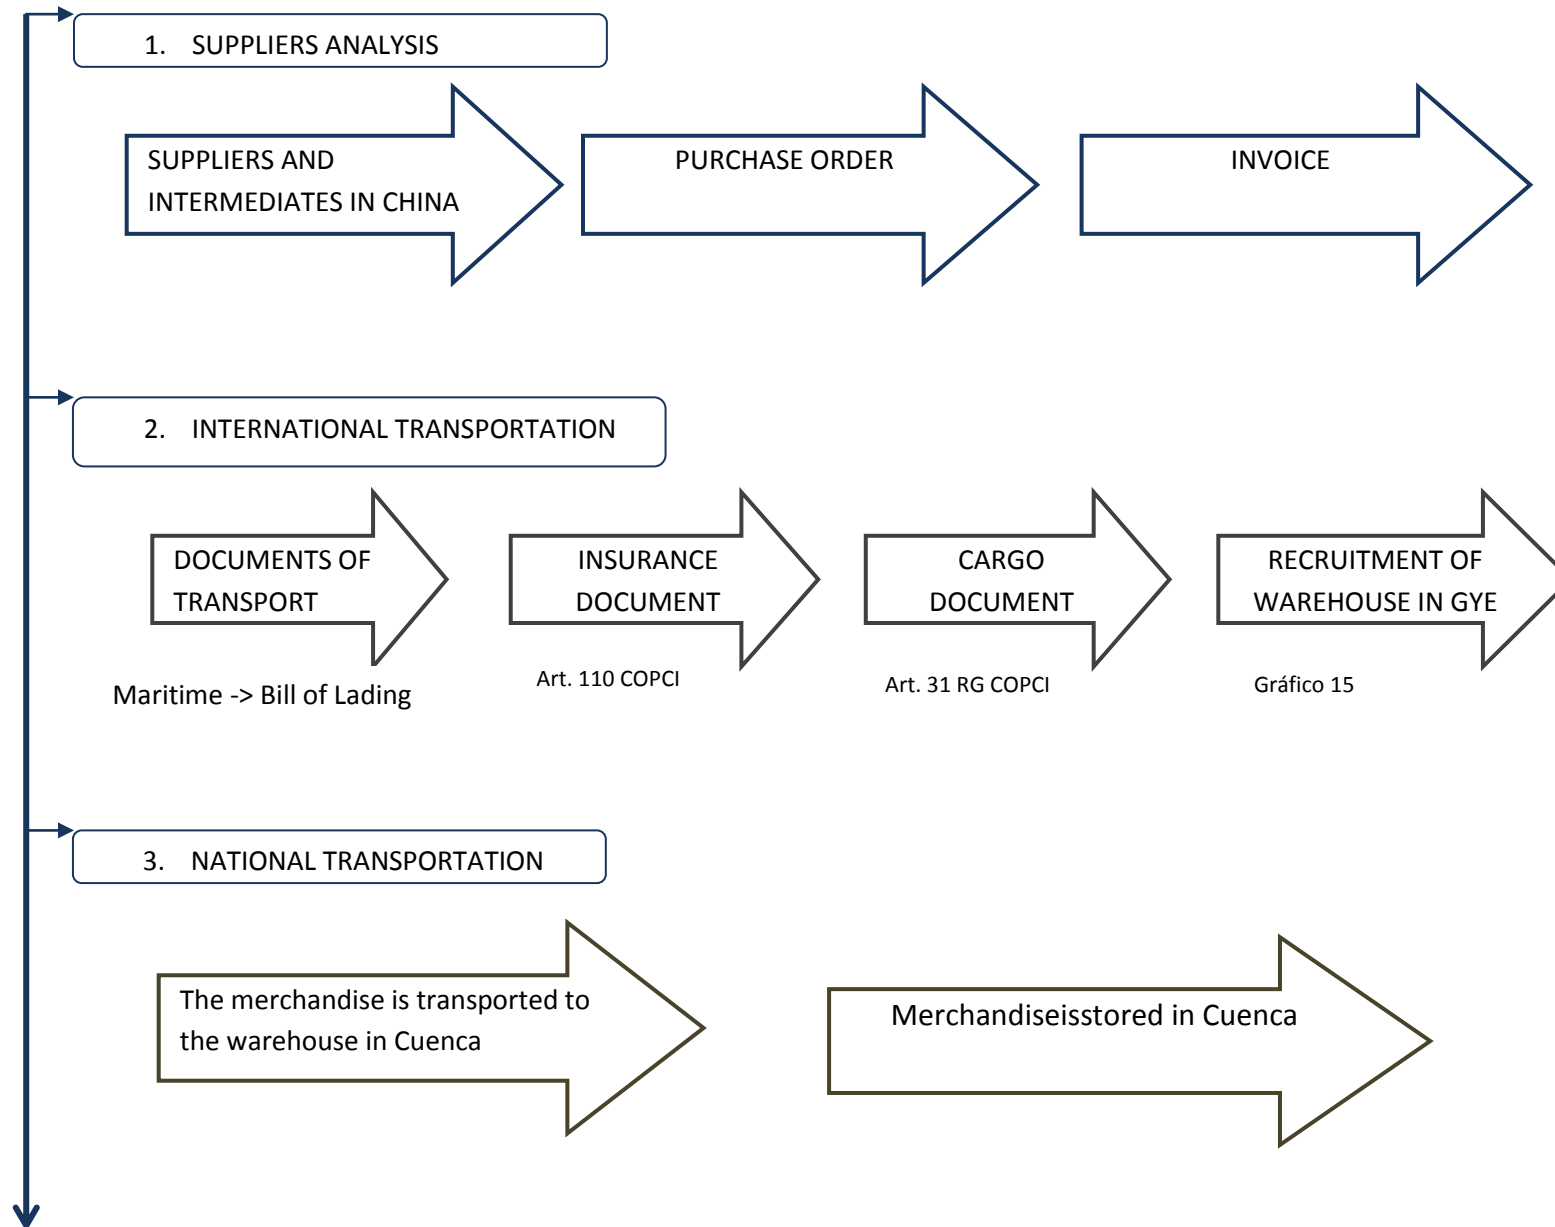 1. SUPPLIERS ANALYSIS
SUPPLIERS AND
INTERMEDIATES IN CHINA
PURCHASE ORDER
INVOICE
2. INTERNATIONAL TRANSPORTATION
DOCUMENTS OF
TRANSPORT
INSURANCE
DOCUMENT
CARGO
DOCUMENT
RECRUITMENT OF
WAREHOUSE IN GYE
Maritime -> Bill of Lading
Art. 110 COPCI
Art. 31 RG COPCI
Gráfico 15
3. NATIONAL TRANSPORTATION
The merchandise is transported to
the warehouse in Cuenca
Merchandiseisstored in Cuenca